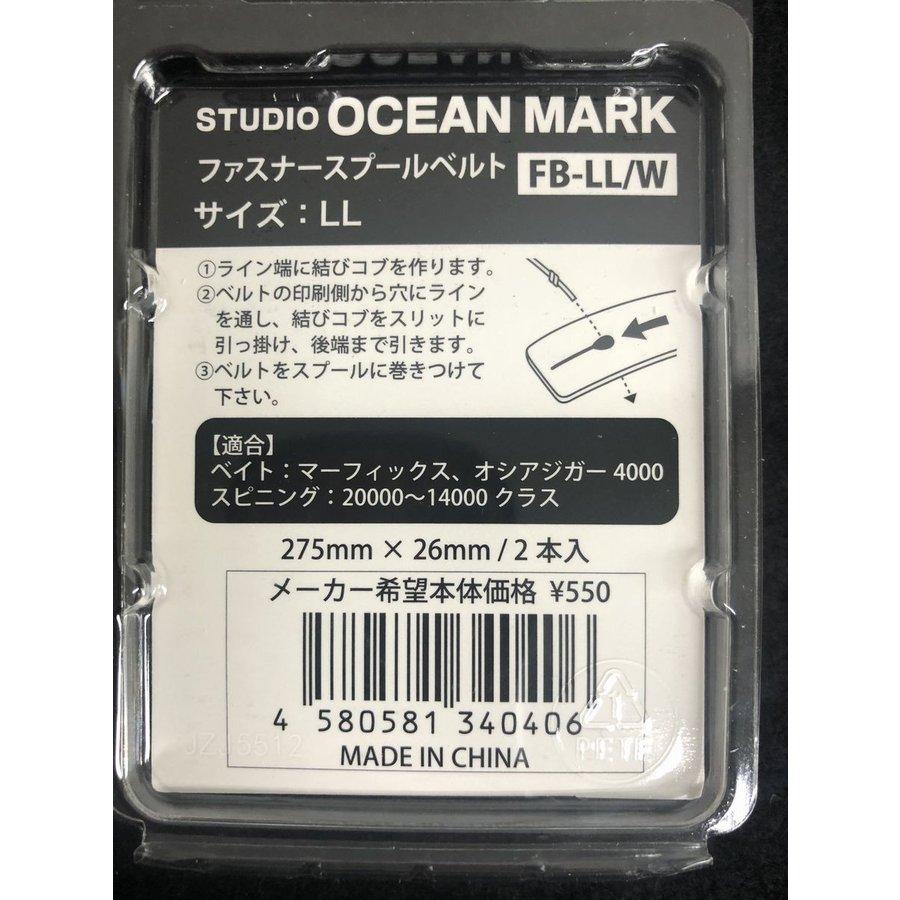 STUDIO OCEAN MARK
ファスナースプールベルト FB-LL/W
サイズ：LL
①ライン端に結びコブを作ります。
②ベルトの印刷側から穴にライン
を通し、結びコブをスリットに
引っ掛け、後端まで引きます。
③ベルトをスプールに巻きつけて
下さい。
【適合】
ベイト：マーフィックス、オシアジガー 4000
スピニング：20000～14000 クラス
275mm × 26mm / 2 本入
メーカー希望本体価格 ¥550
4 580581 340406
JZJ5512
1
PETE
MADE IN CHINA